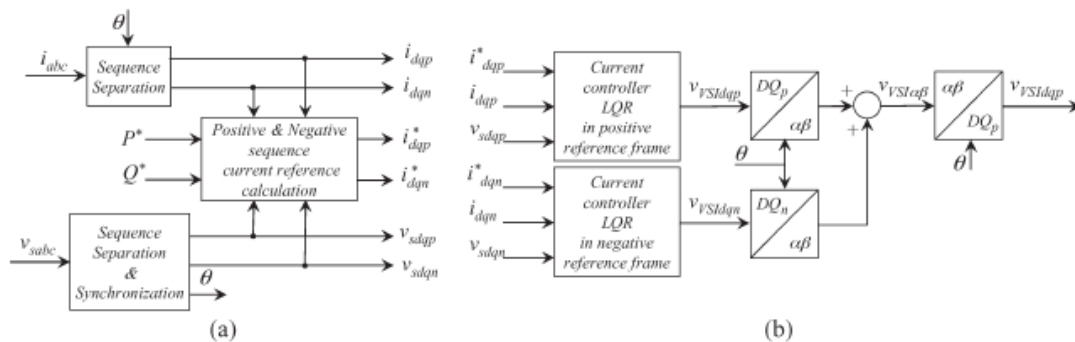 θ
i_abc
Sequence
Separation
i_dqp
i_dqn
P*
Q*
Positive & Negative
sequence
current reference
calculation
i*_dqp
i*_dqn
v_sabc
Sequence
Separation
&
Synchronization
v_sdqp
v_sdqn
θ
(a)
i*_dqp
i_dqp
v_sdqp
Current
controller
LQR
in positive
reference frame
v_VSIdqp
DQ_p
αβ
θ
i*_dqn
i_dqn
v_sdqn
Current
controller
LQR
in negative
reference frame
v_VSIdqn
DQ_n
αβ
+
+
v_VSIαβ
αβ
DQ_p
θ
v_VSIdqp
(b)